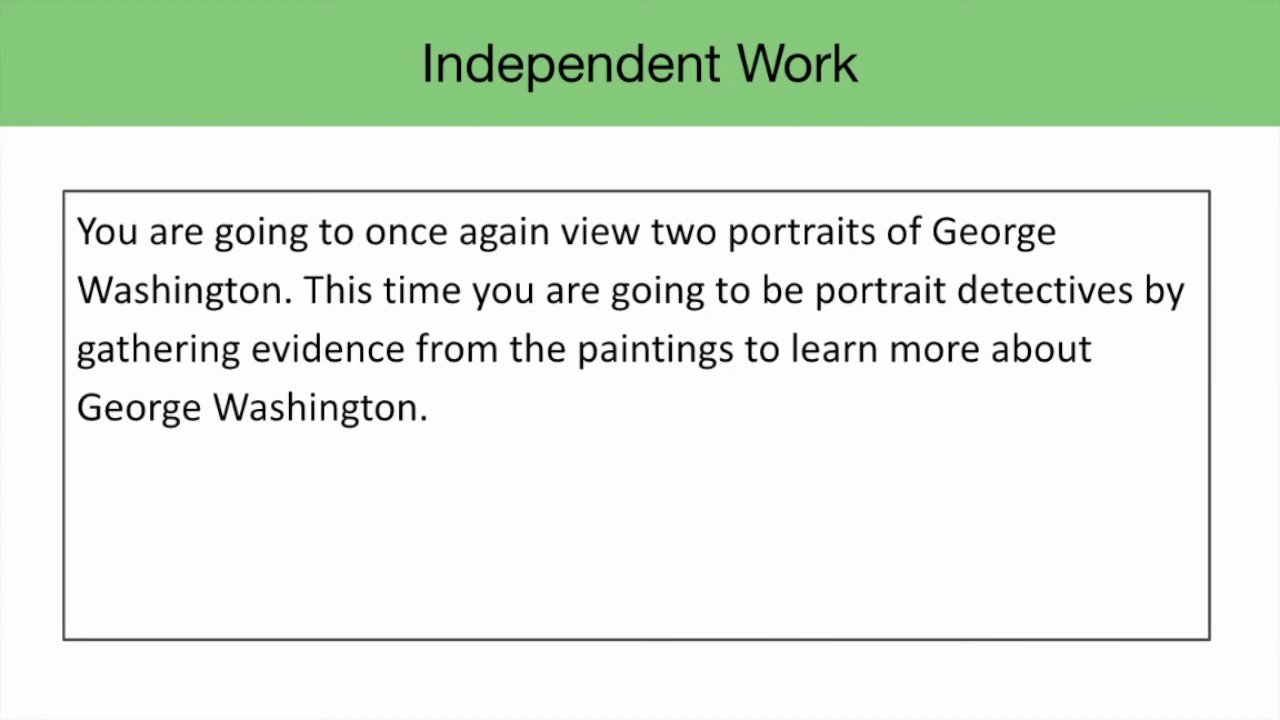 Independent Work
You are going to once again view two portraits of George
Washington. This time you are going to be portrait detectives by
gathering evidence from the paintings to learn more about
George Washington.